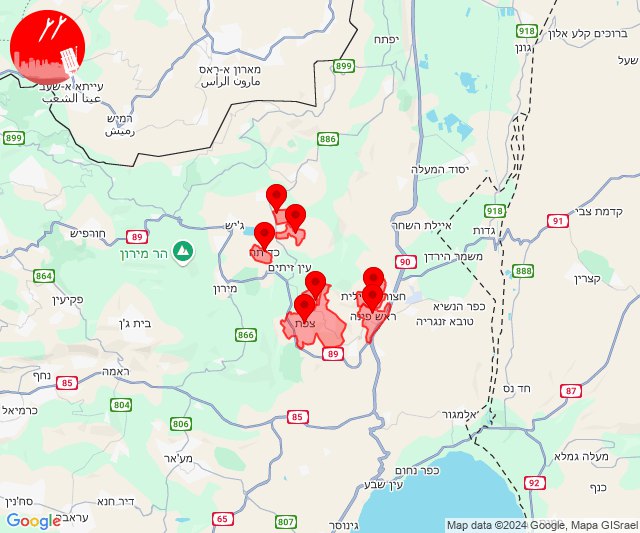 918
ברוכים קלע אלון
גונן
יפתח
שעל
מארון א-ראס
مارون الرأس
899
עייתא א-שעב
عيتا الشعب
רמיש
رميش
899
886
יסוד המעלה
918
קדמת צבי
91
איילת השחר
גדות
ג'יש
חורפיש
89
הר מירון
כדיתה
עין זיתים
90
משמר הירדן
888
קצרין
864
מירון
חצור הגלילית
כפר הנשיא
טובא זנגריה
פקיעין
צפת
ראש פינה
בית ג'ן
866
89
ראמה
85
נחף
87
חד נס
כרמיאל
804
806
85
אלמגור
מע'אר
מעלה גמלא
כפר נחום
עין שבע
92
כנף
סח'נין
דיר חנא
עראבה
65
807
גינוסר
Google
Map data ©2024 Google, Mapa GISrael